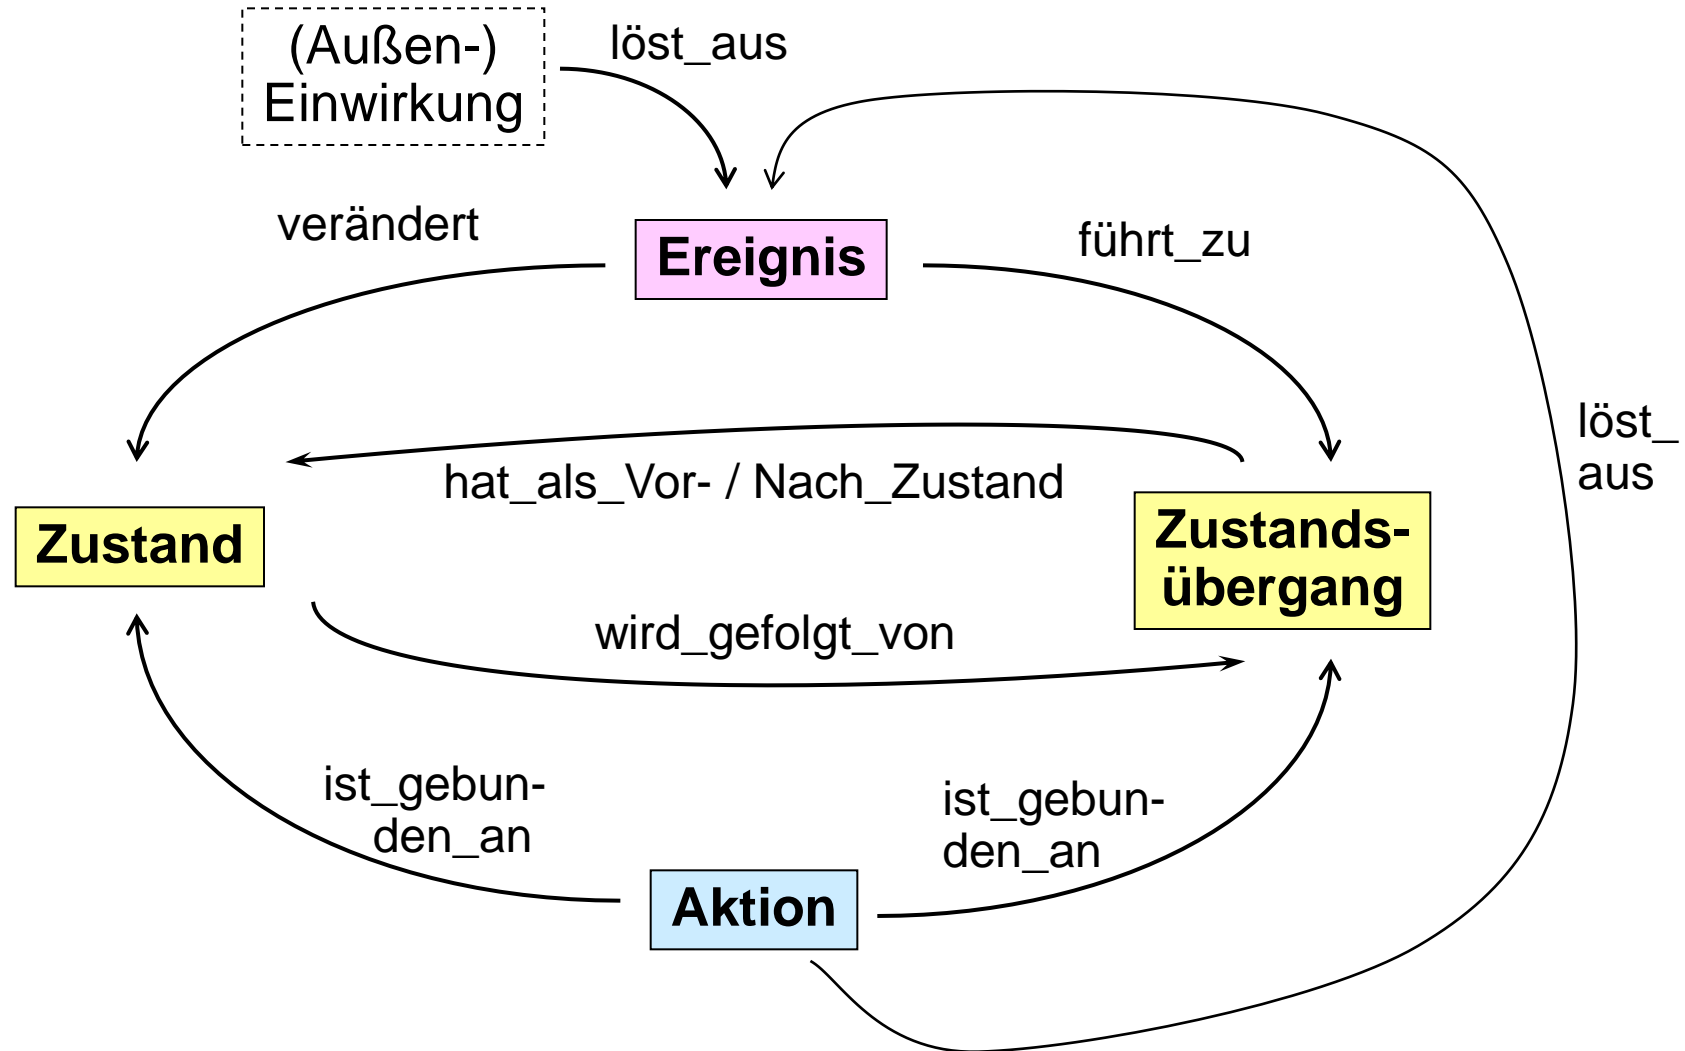 (Außen-)
Einwirkung
löst_aus
verändert
Ereignis
führt_zu
löst_
aus
hat_als_Vor- / Nach_Zustand
Zustand
Zustands-
übergang
wird_gefolgt_von
ist_gebun-
den_an
ist_gebun-
den_an
Aktion